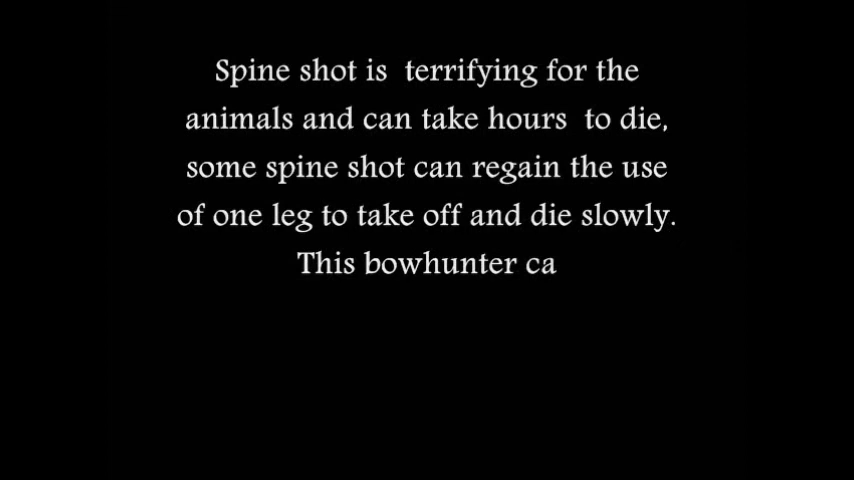 Spine shot is  terrifying for the
animals and can take hours  to die,
some spine shot can regain the use
of one leg to take off and die slowly.
This bowhunter ca